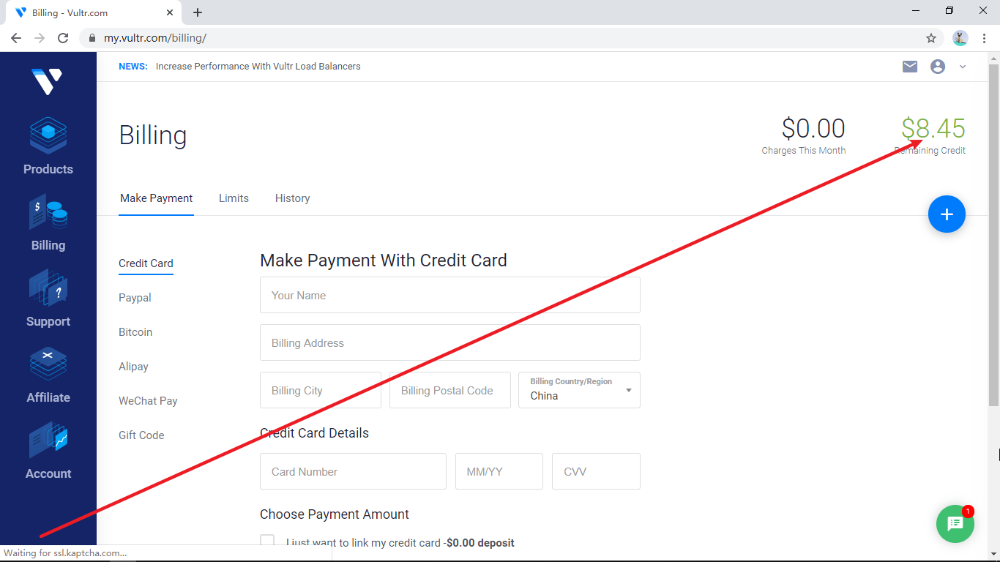 Billing - Vultr.com
my.vultr.com/billing/
NEWS: Increase Performance With Vultr Load Balancers
Products
Billing
Support
Affiliate
Account
Billing
$0.00
Charges This Month
$8.45
Remaining Credit
Make Payment Limits History
Credit Card
Paypal
Bitcoin
Alipay
WeChat Pay
Gift Code
Make Payment With Credit Card
Your Name
Billing Address
Billing City
Billing Postal Code
Billing Country/Region
China
Credit Card Details
Card Number
MM/YY
CVV
Choose Payment Amount
I just want to link my credit card -$0.00 deposit
1
Waiting for ssl.kaptcha.com...